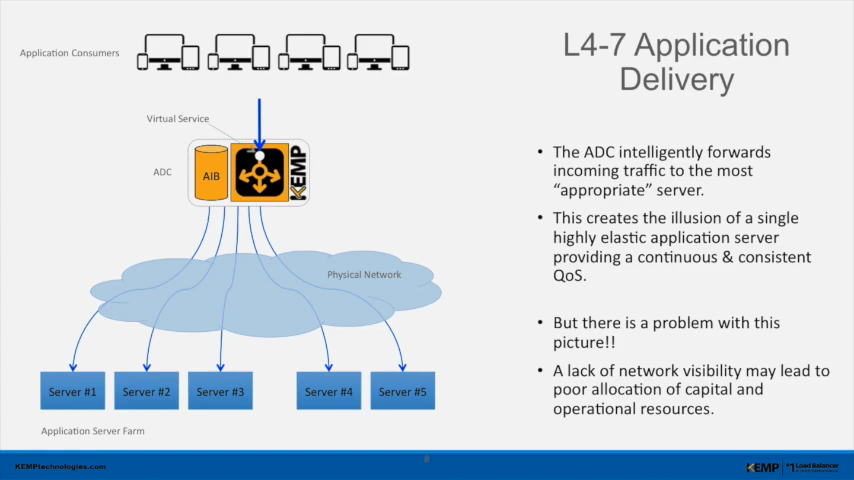 L4-7 Application
Delivery
Application Consumers
Virtual Service
ADC
AIB
KEMP
Physical Network
Server #1
Server #2
Server #3
Server #4
Server #5
Application Server Farm
• The ADC intelligently forwards
incoming traffic to the most
“appropriate” server.
• This creates the illusion of a single
highly elastic application server
providing a continuous & consistent
QoS.
• But there is a problem with this
picture!!
• A lack of network visibility may lead to
poor allocation of capital and
operational resources.
KEMPtechnologies.com
KEMP
#1 Load Balancer